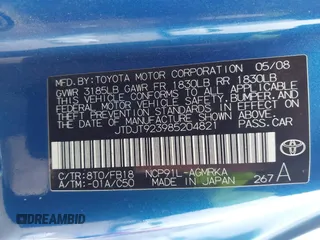 MFD. BY: TOYOTA MOTOR CORPORATION 05/08
GVWR 3185LB GAWR FR 1830LB RR 1830LB
THIS VEHICLE CONFORMS TO ALL APPLICABLE
FEDERAL MOTOR VEHICLE SAFETY, BUMPER, AND
THEFT PREVENTION STANDARDS IN EFFECT ON
THE DATE OF MANUFACTURE SHOWN ABOVE.
JTDJT923985204821
PASS. CAR
C/TR:8T0/FB18 NCP91L-AGMRKA
A/TM:-01A/C50 MADE IN JAPAN 267 A
TOYOTA
DREAMBID